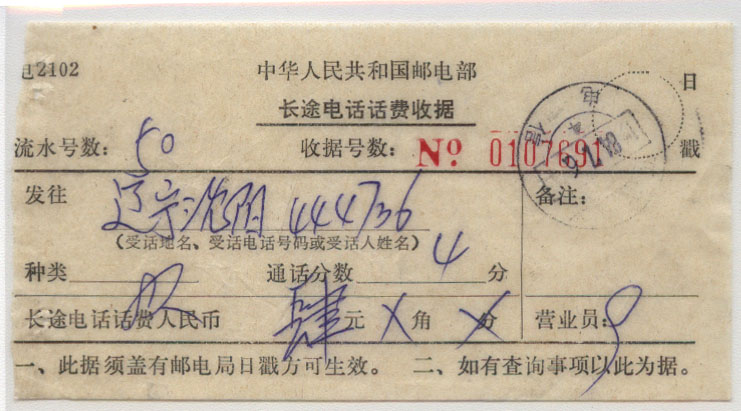 电2102
中华人民共和国邮电部 日
长途电话话费收据
流水号数：50 收据号数：No 0107691 戳
发往 辽宁沈阳 444736 备注：
(受话地名、受话电话号码或受话人姓名)
种类 通话分数 4 分
长途电话话费人民币 肆 元 X 角 X 分 营业员：
一、此据须盖有邮电局日戳方可生效。 二、如有查询事项以此为据。